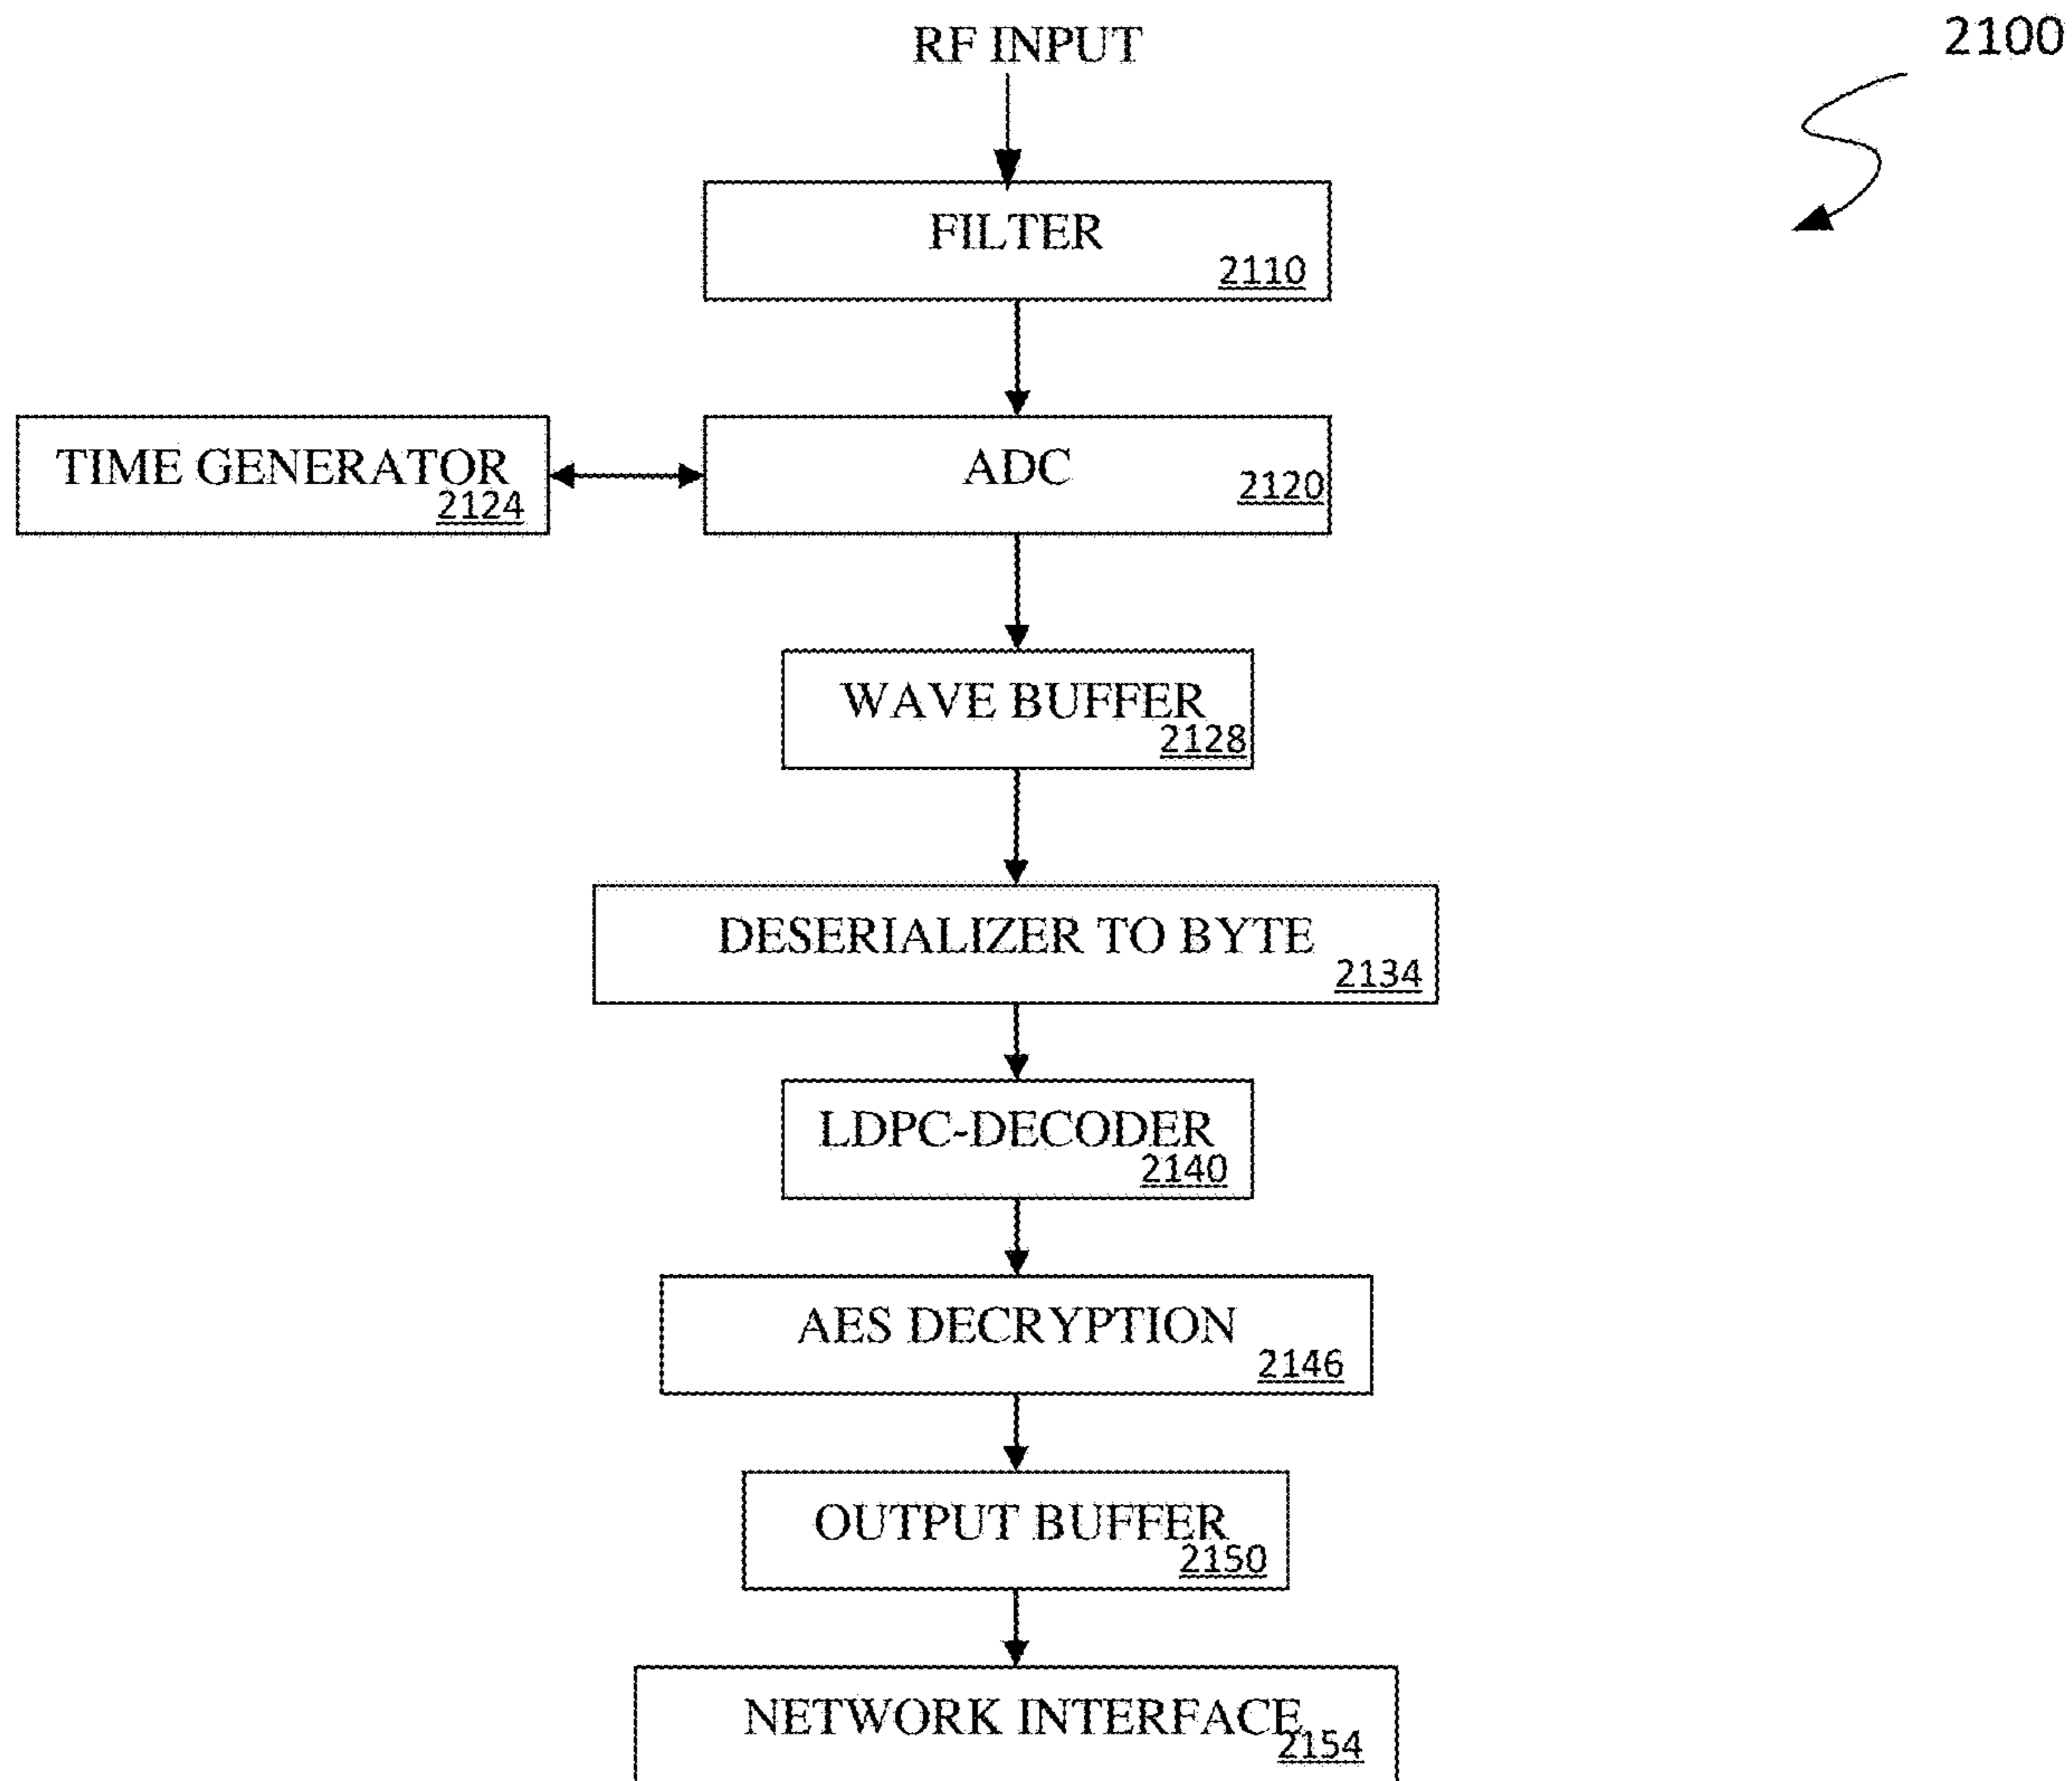 RF INPUT
2100
FILTER
2110
TIME GENERATOR
2124
ADC
2120
WAVE BUFFER
2128
DESERIALIZER TO BYTE
2134
LDPC-DECODER
2140
AES DECRYPTION
2146
OUTPUT BUFFER
2150
NETWORK INTERFACE
2154